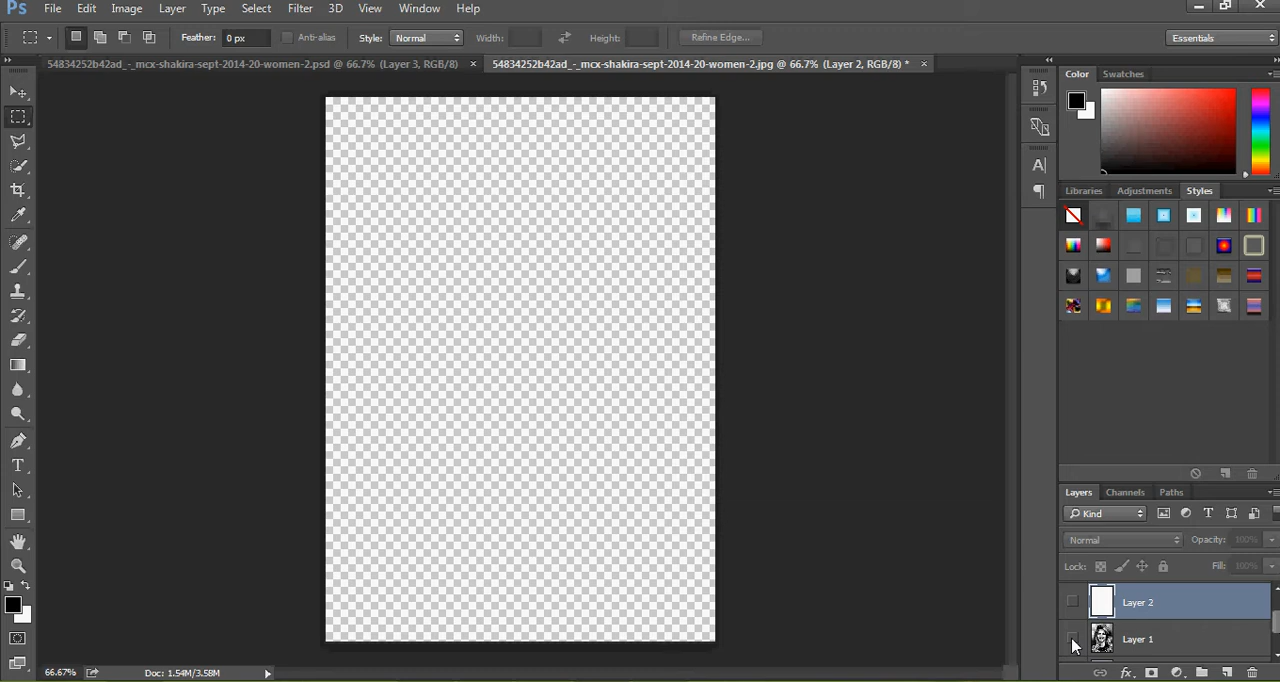 Ps File Edit Image Layer Type Select Filter 3D View Window Help
Feather: 0 px Anti-alias Style: Normal Width: Height: Refine Edge... Essentials
54834252b42ad_-_mcx-shakira-sept-2014-20-women-2.psd @ 66.7% (Layer 3, RGB/8) × 54834252b42ad_-_mcx-shakira-sept-2014-20-women-2.jpg @ 66.7% (Layer 2, RGB/8) * ×
Color Swatches
Libraries Adjustments Styles
Layers Channels Paths
Kind
Normal Opacity: 100%
Lock: Fill: 100%
Layer 2
Layer 1
66.67% Doc: 1.54M/3.58M